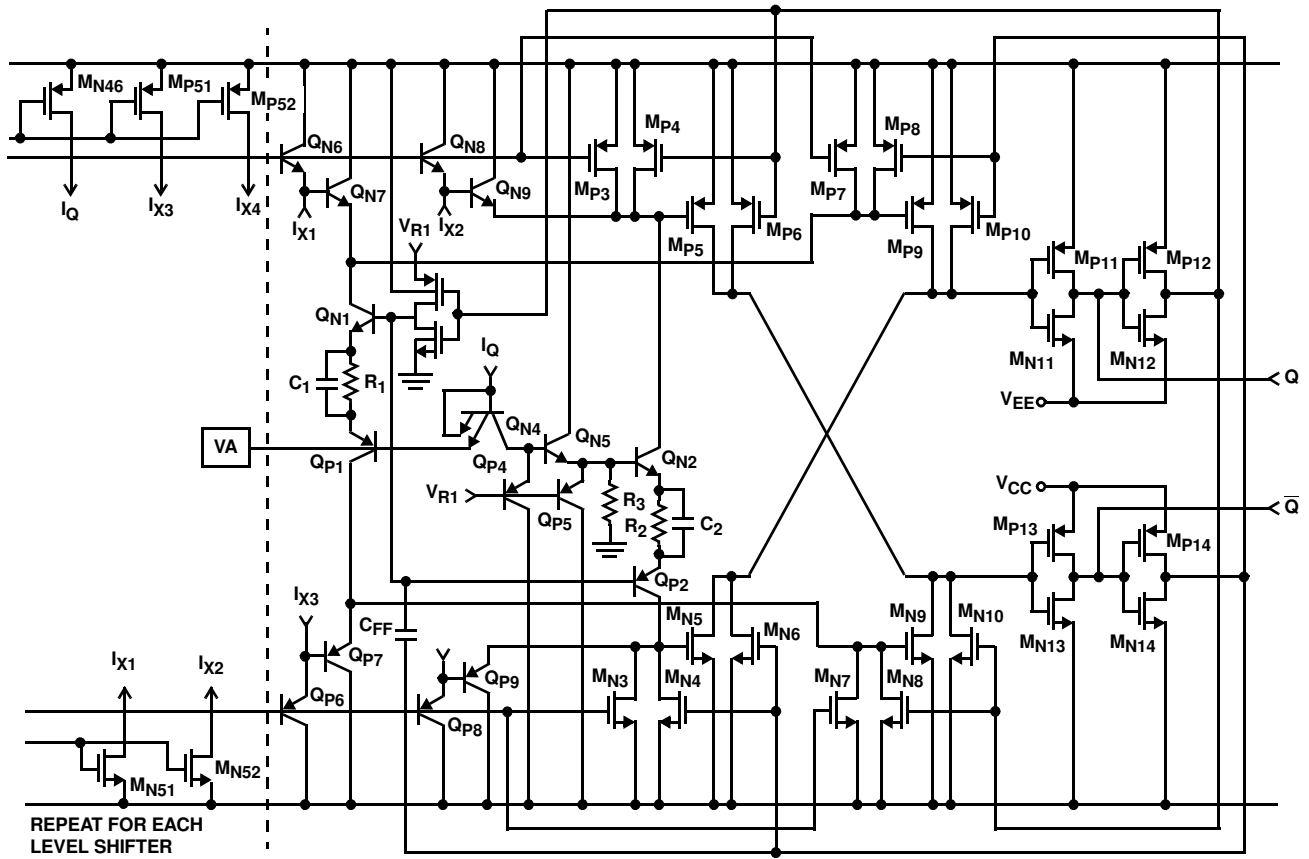 MN46
MP51
MP52
IQ
IX3
IX4
QN6
QN7
IX1
QN8
QN9
IX2
VR1
MP4
MP3
MP5
MP6
MP8
MP7
MP9
MP10
MP11
MP12
MN11
MN12
Q
VEE
QN1
C1
R1
IQ
QN4
QN5
QN2
VA
QP1
QP4
VR1
QP5
R3
R2
C2
QP2
VCC
Q
MP13
MP14
MN13
MN14
IX3
CFF
QP7
QP6
QP9
QP8
MN5
MN6
MN3
MN4
MN9
MN10
MN7
MN8
IX1
IX2
MN51
MN52
REPEAT FOR EACH
LEVEL SHIFTER